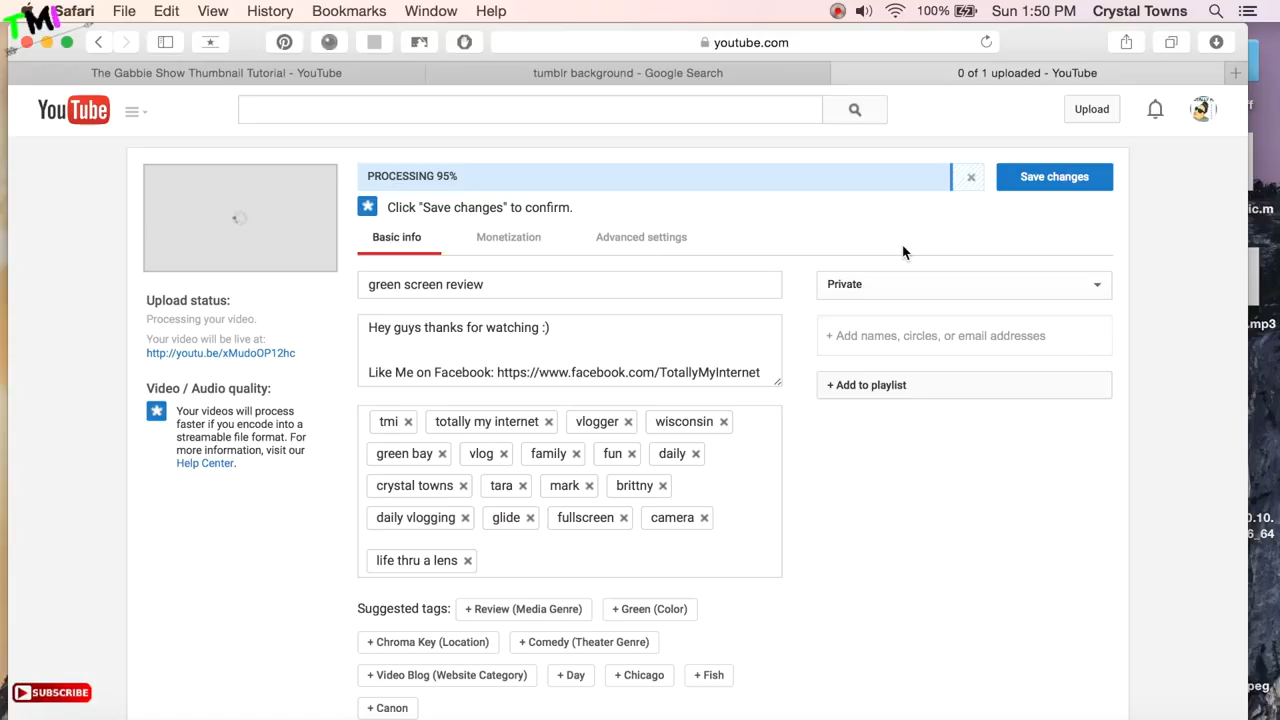 Safari File Edit View History Bookmarks Window Help 100% Sun 1:50 PM Crystal Towns
TMI
youtube.com
The Gabbie Show Thumbnail Tutorial - YouTube tumblr background - Google Search 0 of 1 uploaded - YouTube
YouTube Upload
PROCESSING 95% Save changes
Click "Save changes" to confirm.
Basic info Monetization Advanced settings
green screen review Private
Hey guys thanks for watching :)
Like Me on Facebook: https://www.facebook.com/TotallyMyInternet
+ Add names, circles, or email addresses
+ Add to playlist
Upload status:
Processing your video.
Your video will be live at:
http://youtu.be/xMudoOP12hc
Video / Audio quality:
Your videos will process
faster if you encode into a
streamable file format. For
more information, visit our
Help Center.
tmi totally my internet vlogger wisconsin
green bay vlog family fun daily
crystal towns tara mark brittny
daily vlogging glide fullscreen camera
life thru a lens
Suggested tags: + Review (Media Genre) + Green (Color)
+ Chroma Key (Location) + Comedy (Theater Genre)
+ Video Blog (Website Category) + Day + Chicago + Fish
+ Canon
SUBSCRIBE
ic.m
.mp3
0.10.
6_64
peg